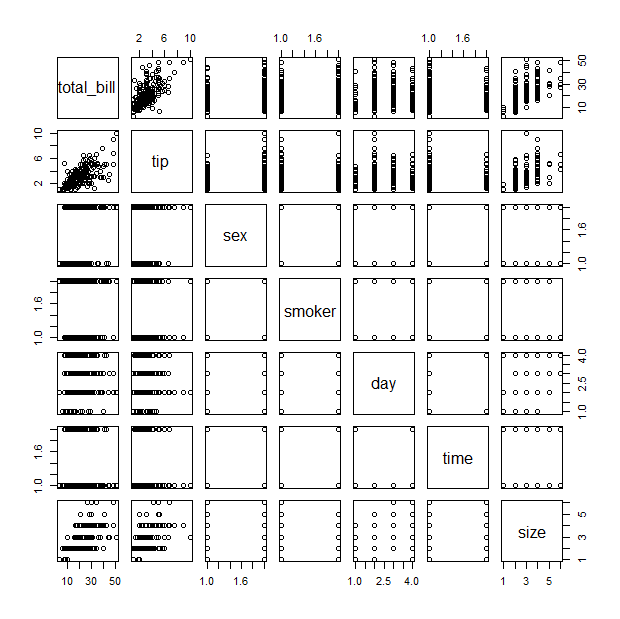 2 6 10 1.0 1.6 1.0 1.6
total_bill 10 30 50
2 6 10 tip
sex 1.0 1.6
1.0 1.6 smoker
day 1.0 2.5 4.0
1.0 1.6 time
size 1 3 5
10 30 50 1.0 1.6 1.0 2.5 4.0 1 3 5